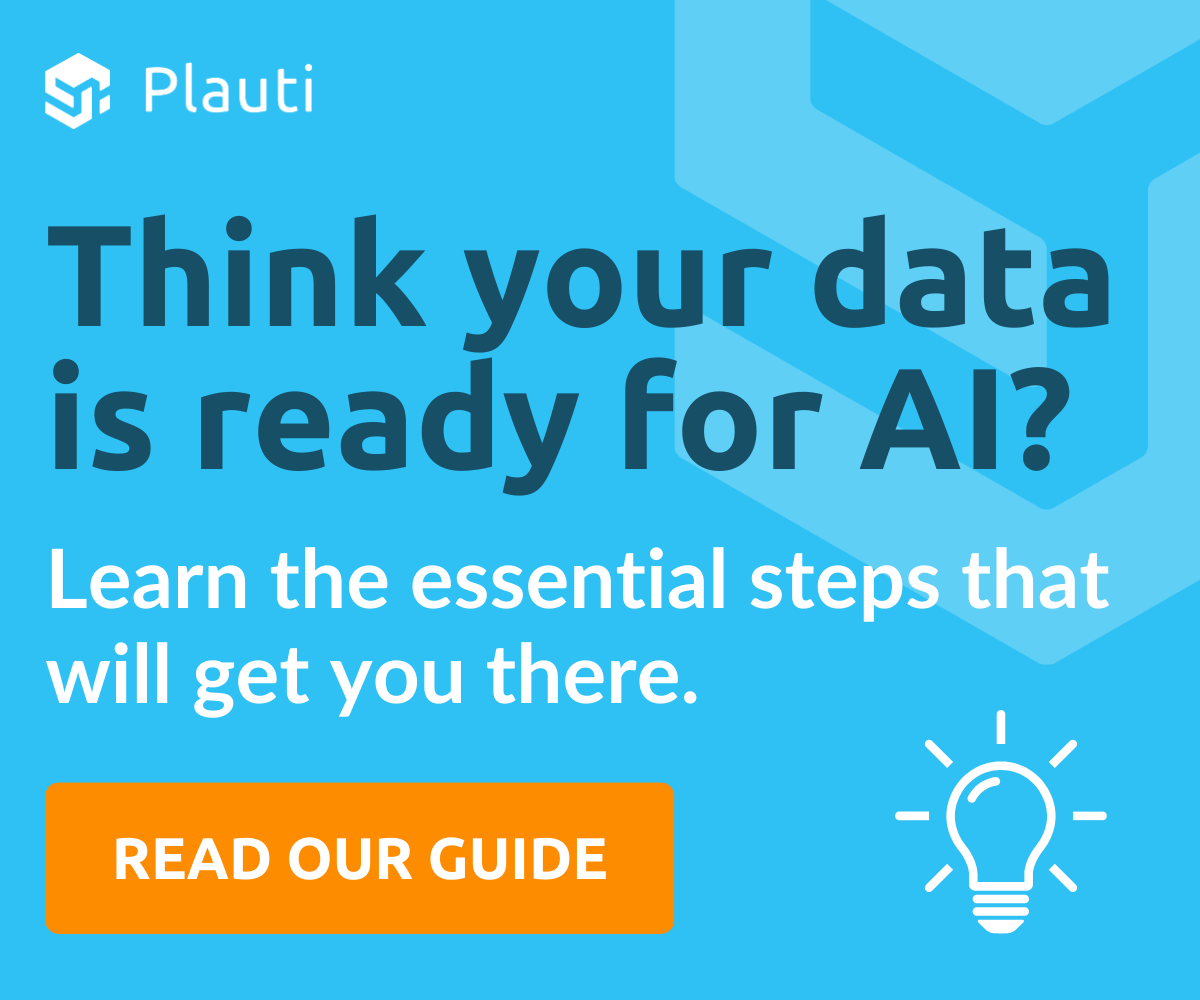 Plauti
Think your data
is ready for AI?
Learn the essential steps that
will get you there.
READ OUR GUIDE